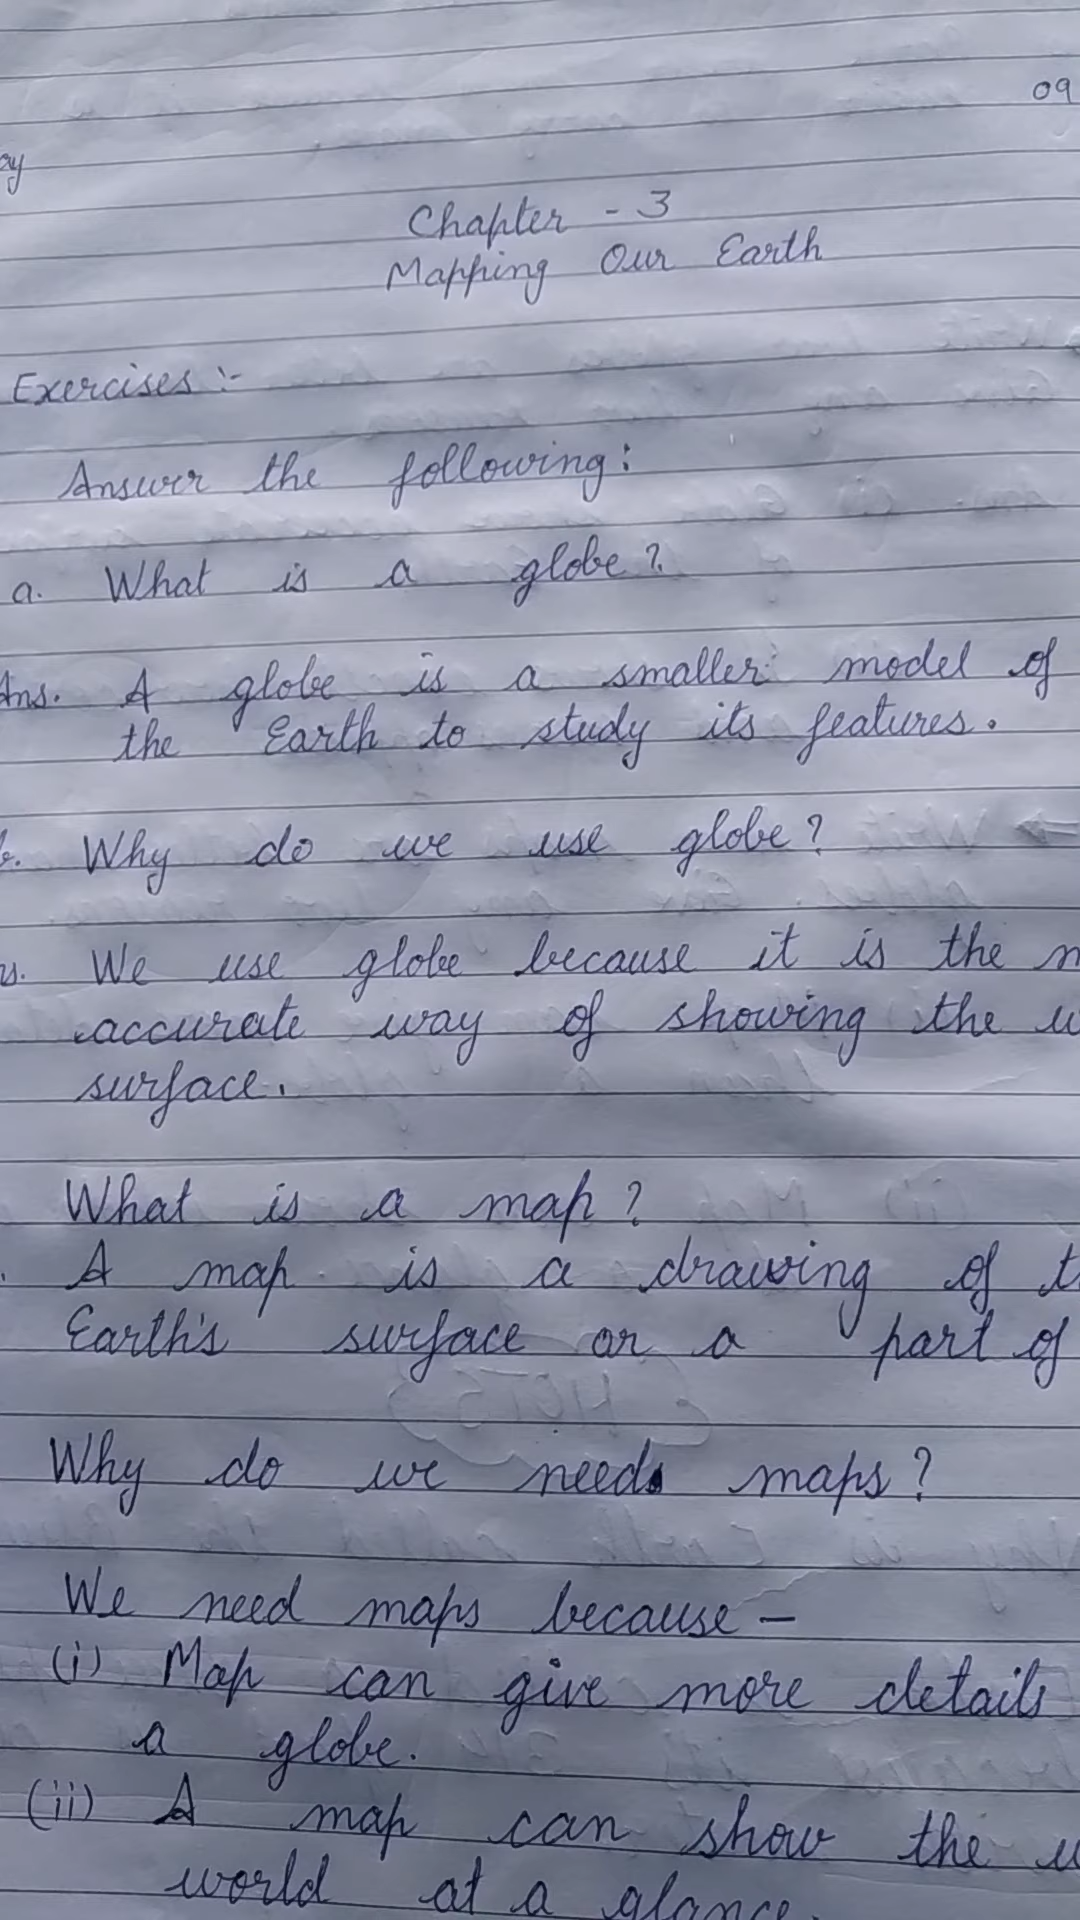 09
ay
Chapter - 3
Mapping Our Earth
Exercises :-
Answer the following:
a. What is a globe?
Ans. A globe is a smaller model of
the Earth to study its features.
b. Why do we use globe?
s. We use globe because it is the
accurate way of showing the
surface.
What is a map?
A map is a drawing of
Earth's surface or a part of
Why do we need maps?
We need maps because -
(i) Map can give more details
a globe.
(ii) A map can show the
world at a glance.